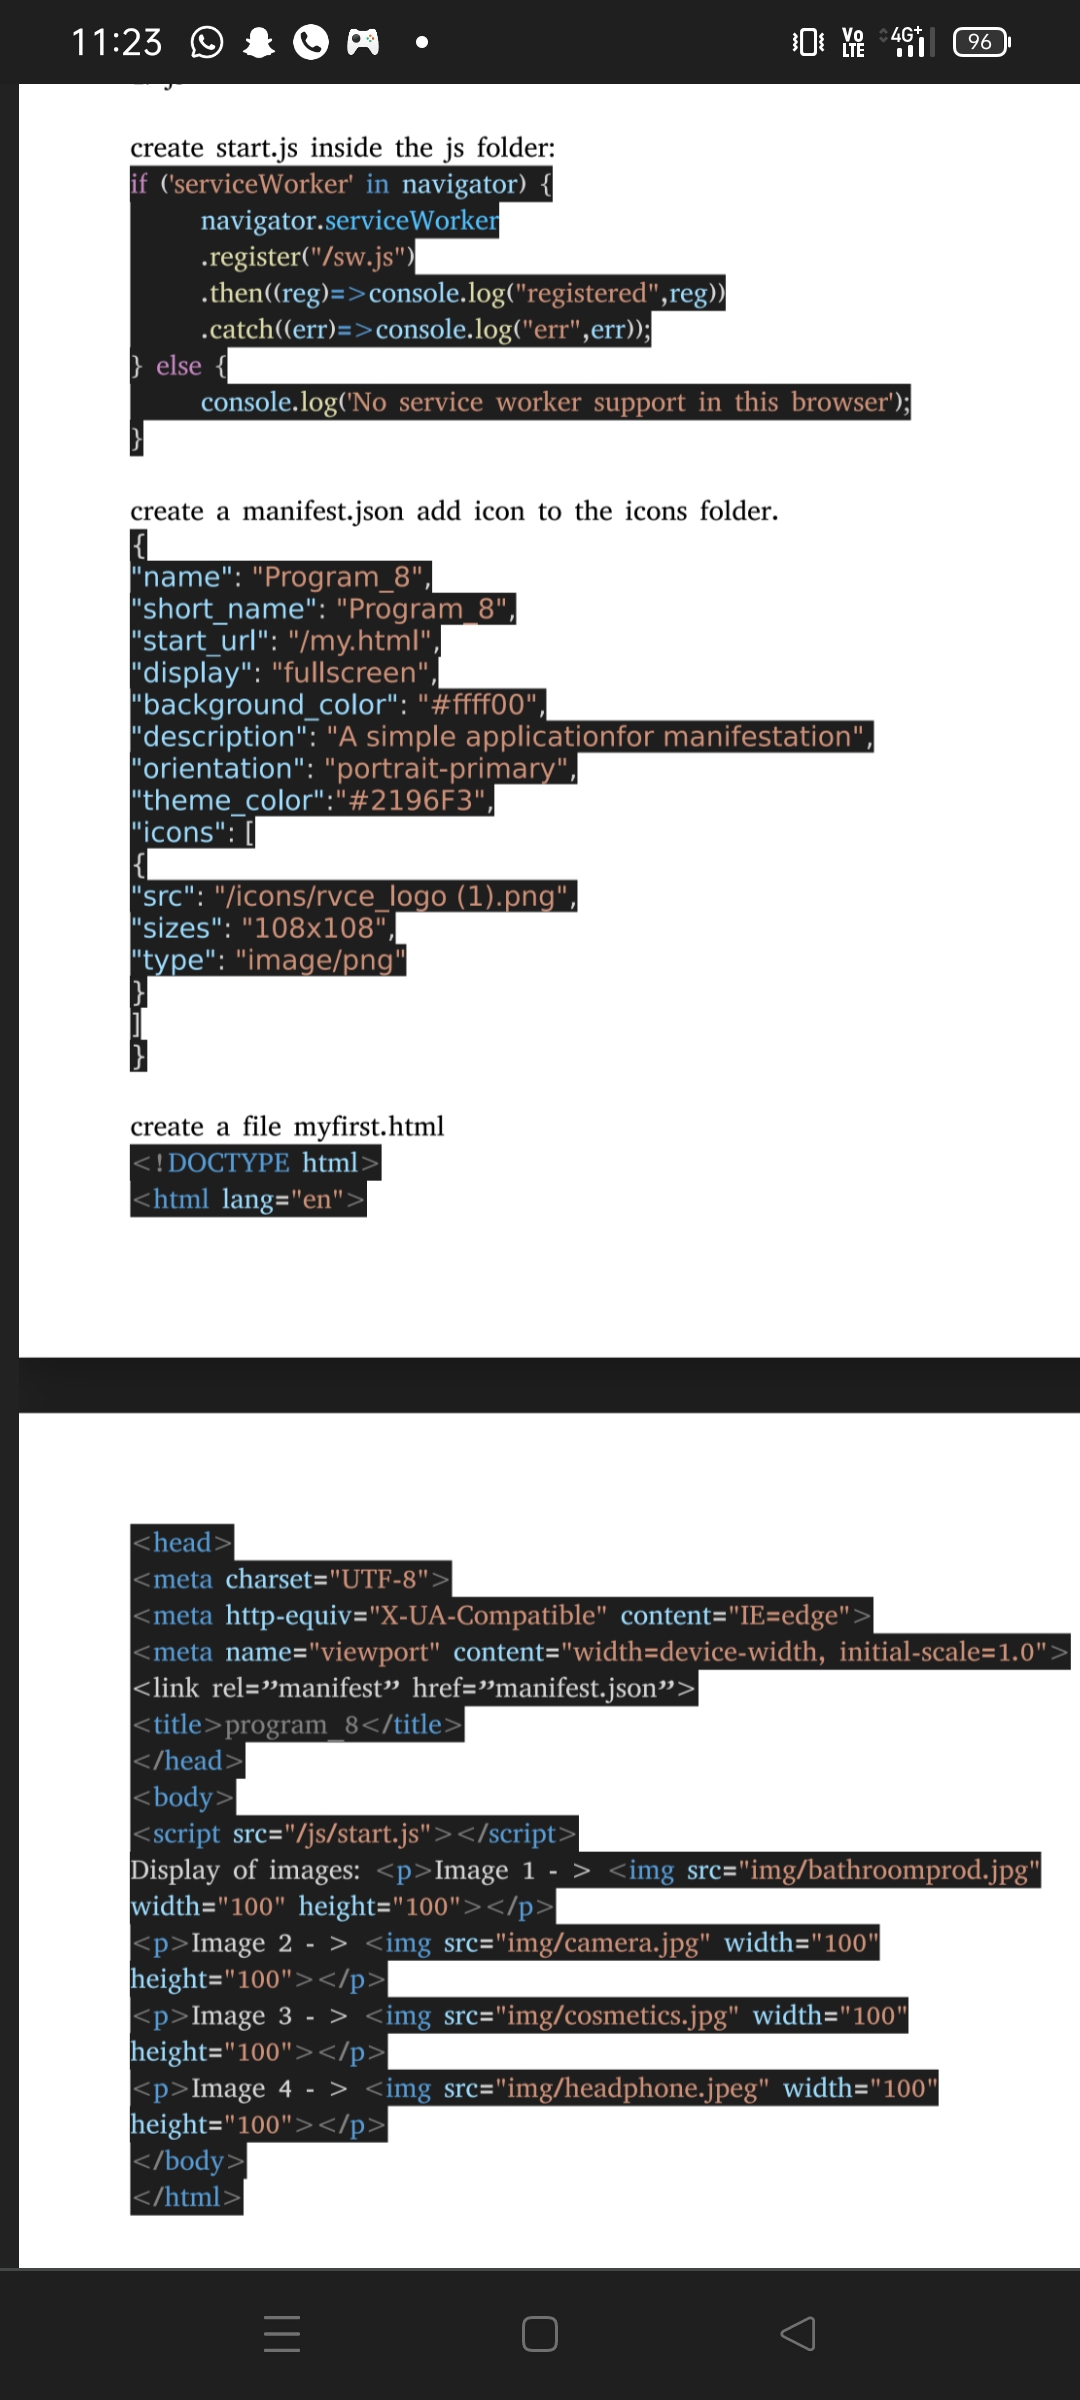 11:23
Vo LTE 4G+ 96
create start.js inside the js folder:
if ('serviceWorker' in navigator) {
navigator.serviceWorker
.register("/sw.js")
.then((reg)=>console.log("registered",reg))
.catch((err)=>console.log("err",err));
} else {
console.log('No service worker support in this browser');
}
create a manifest.json add icon to the icons folder.
{
"name": "Program_8",
"short_name": "Program_8",
"start_url": "/my.html",
"display": "fullscreen",
"background_color": "#ffff00",
"description": "A simple applicationfor manifestation",
"orientation": "portrait-primary",
"theme_color":"#2196F3",
"icons": [
{
"src": "/icons/rvce_logo (1).png",
"sizes": "108x108",
"type": "image/png"
}
]
}
create a file myfirst.html
<!DOCTYPE html>
<html lang="en">
<head>
<meta charset="UTF-8">
<meta http-equiv="X-UA-Compatible" content="IE=edge">
<meta name="viewport" content="width=device-width, initial-scale=1.0">
<link rel=”manifest” href=”manifest.json”>
<title>program_8</title>
</head>
<body>
<script src="/js/start.js"></script>
Display of images: <p>Image 1 - > <img src="img/bathroomprod.jpg"
width="100" height="100"></p>
<p>Image 2 - > <img src="img/camera.jpg" width="100"
height="100"></p>
<p>Image 3 - > <img src="img/cosmetics.jpg" width="100"
height="100"></p>
<p>Image 4 - > <img src="img/headphone.jpeg" width="100"
height="100"></p>
</body>
</html>